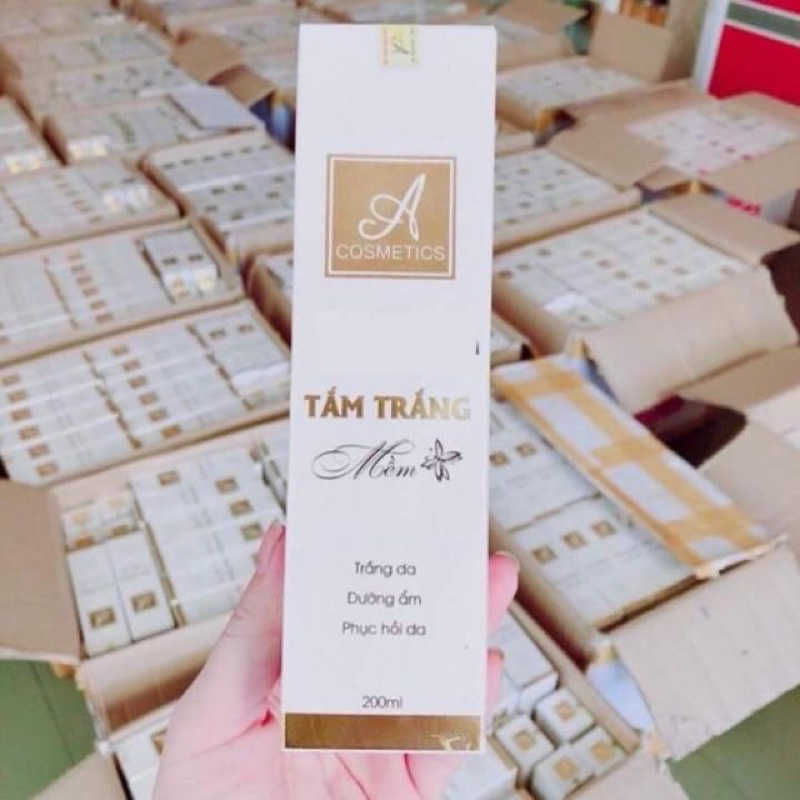 A
COSMETICS
TẮM TRẮNG
Mềm
Trắng da
Dưỡng ẩm
Phục hồi da
200ml